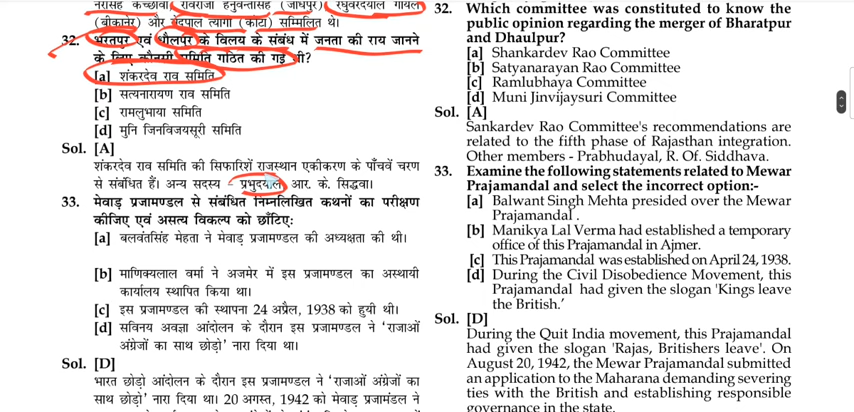 नरसिंह कच्छावा, रावराजा हनुवन्तसिंह (जोधपुर), रघुवरदयाल गोयल
(बीकानेर) और वेदपाल त्यागी (कोटा) सम्मिलित थे।
32. भरतपुर एवं धौलपुर के विलय के संबंध में जनता की राय जानने
के लिए कौनसी समिति गठित की गई थी?
[a] शंकरदेव राव समिति
[b] सत्यनारायण राव समिति
[c] रामलुभाया समिति
[d] मुनि जिनविजयसूरी समिति
Sol. [A]
शंकरदेव राव समिति की सिफारिशें राजस्थान एकीकरण के पाँचवें चरण
से संबंधित हैं। अन्य सदस्य - प्रभुदयाल आर. के. सिद्धवा।
33. मेवाड़ प्रजामण्डल से संबंधित निम्नलिखित कथनों का परीक्षण
कीजिए एवं असत्य विकल्प को छाँटिए:
[a] बलवंतसिंह मेहता ने मेवाड़ प्रजामण्डल की अध्यक्षता की थी।
[b] माणिक्यलाल वर्मा ने अजमेर में इस प्रजामण्डल का अस्थायी
कार्यालय स्थापित किया था।
[c] इस प्रजामण्डल की स्थापना 24 अप्रैल, 1938 को हुयी थी।
[d] सविनय अवज्ञा आंदोलन के दौरान इस प्रजामण्डल ने ‘राजाओं
अंग्रेजों का साथ छोड़ो’ नारा दिया था।
Sol. [D]
भारत छोड़ो आंदोलन के दौरान इस प्रजामण्डल ने ‘राजाओं अंग्रेजों का
साथ छोड़ो’ नारा दिया था। 20 अगस्त, 1942 को मेवाड़ प्रजामंडल ने
32. Which committee was constituted to know the
public opinion regarding the merger of Bharatpur
and Dhaulpur?
[a] Shankardev Rao Committee
[b] Satyanarayan Rao Committee
[c] Ramlubhaya Committee
[d] Muni Jinvijaysuri Committee
Sol. [A]
Sankardev Rao Committee's recommendations are
related to the fifth phase of Rajasthan integration.
Other members - Prabhudayal, R. Of. Siddhava.
33. Examine the following statements related to Mewar
Prajamandal and select the incorrect option:-
[a] Balwant Singh Mehta presided over the Mewar
Prajamandal .
[b] Manikya Lal Verma had established a temporary
office of this Prajamandal in Ajmer.
[c] This Prajamandal was established on April 24, 1938.
[d] During the Civil Disobedience Movement, this
Prajamandal had given the slogan 'Kings leave
the British.’
Sol. [D]
During the Quit India movement, this Prajamandal
had given the slogan 'Rajas, Britishers leave'. On
August 20, 1942, the Mewar Prajamandal submitted
an application to the Maharana demanding severing
ties with the British and establishing responsible
governance in the state.